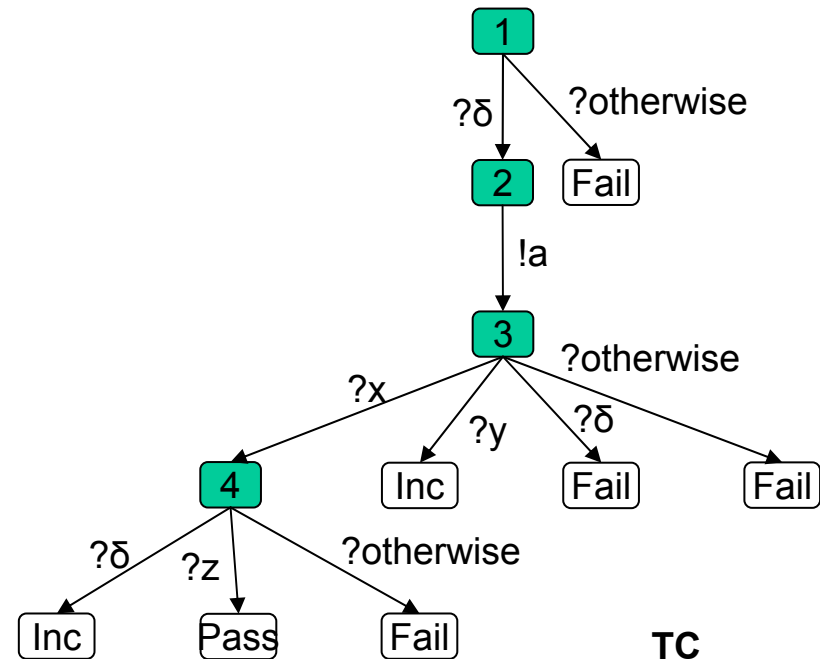 1
?δ
?otherwise
2
Fail
!a
3
?otherwise
?x
?y
?δ
4
Inc
Fail
Fail
?δ
?z
?otherwise
Inc
Pass
Fail
TC